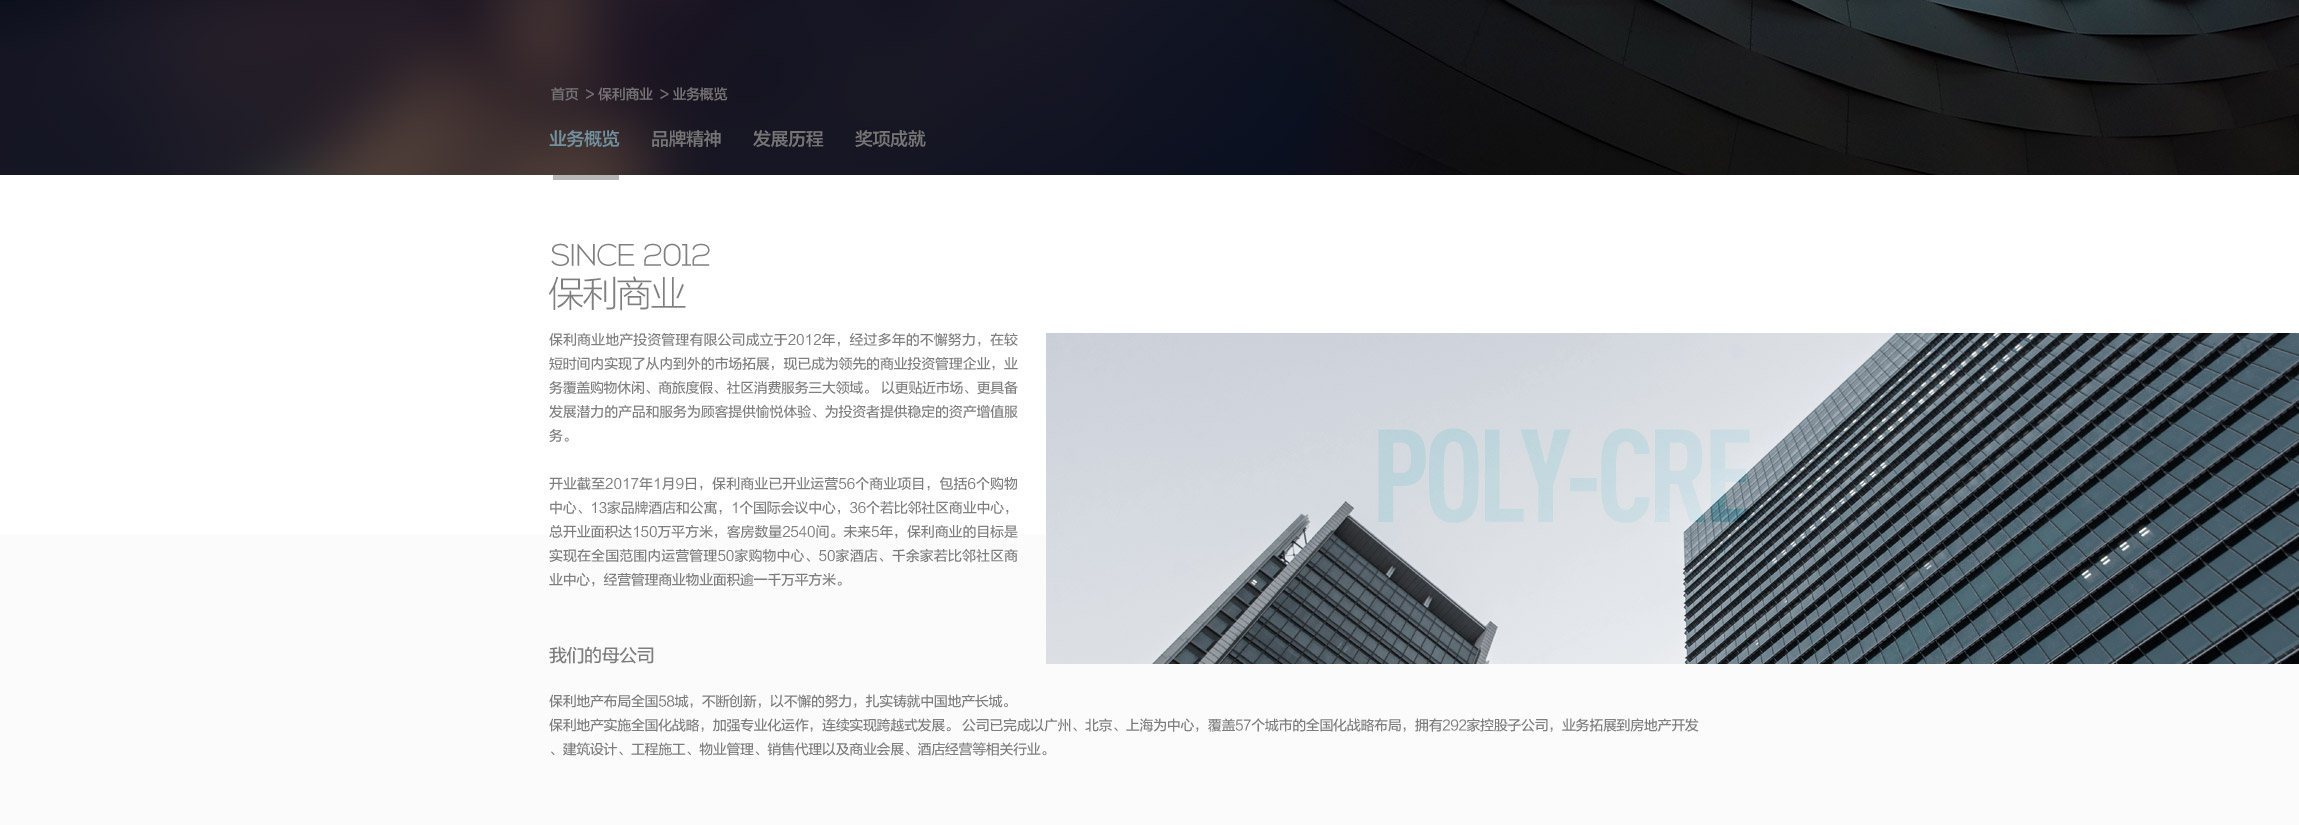 首页 > 保利商业 > 业务概览
业务概览 品牌精神 发展历程 奖项成就
SINCE 2012
保利商业
保利商业地产投资管理有限公司成立于2012年，经过多年的不懈努力，在较
短时间内实现了从内到外的市场拓展，现已成为领先的商业投资管理企业，业
务覆盖购物休闲、商旅度假、社区消费服务三大领域。 以更贴近市场、更具备
发展潜力的产品和服务为顾客提供愉悦体验、为投资者提供稳定的资产增值服
务。
开业截至2017年1月9日，保利商业已开业运营56个商业项目，包括6个购物
中心、13家品牌酒店和公寓，1个国际会议中心，36个若比邻社区商业中心，
总开业面积达150万平方米，客房数量2540间。未来5年，保利商业的目标是
实现在全国范围内运营管理50家购物中心、50家酒店、千余家若比邻社区商
业中心，经营管理商业物业面积逾一千万平方米。
POLY-CRE
我们的母公司
保利地产布局全国58城，不断创新，以不懈的努力，扎实铸就中国地产长城。
保利地产实施全国化战略，加强专业化运作，连续实现跨越式发展。 公司已完成以广州、北京、上海为中心，覆盖57个城市的全国化战略布局，拥有292家控股子公司，业务拓展到房地产开发
、建筑设计、工程施工、物业管理、销售代理以及商业会展、酒店经营等相关行业。